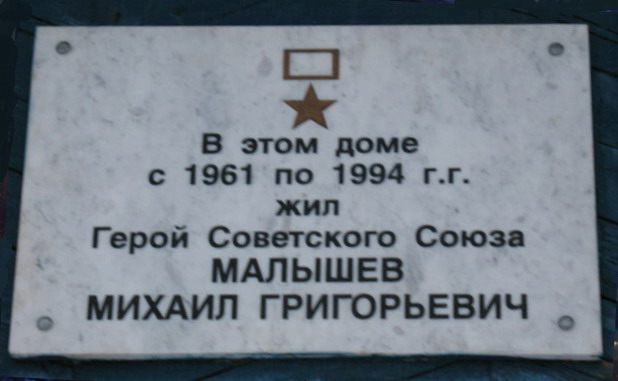 В этом доме
с 1961 по 1994 г.г.
жил
Герой Советского Союза
МАЛЫШЕВ
МИХАИЛ ГРИГОРЬЕВИЧ